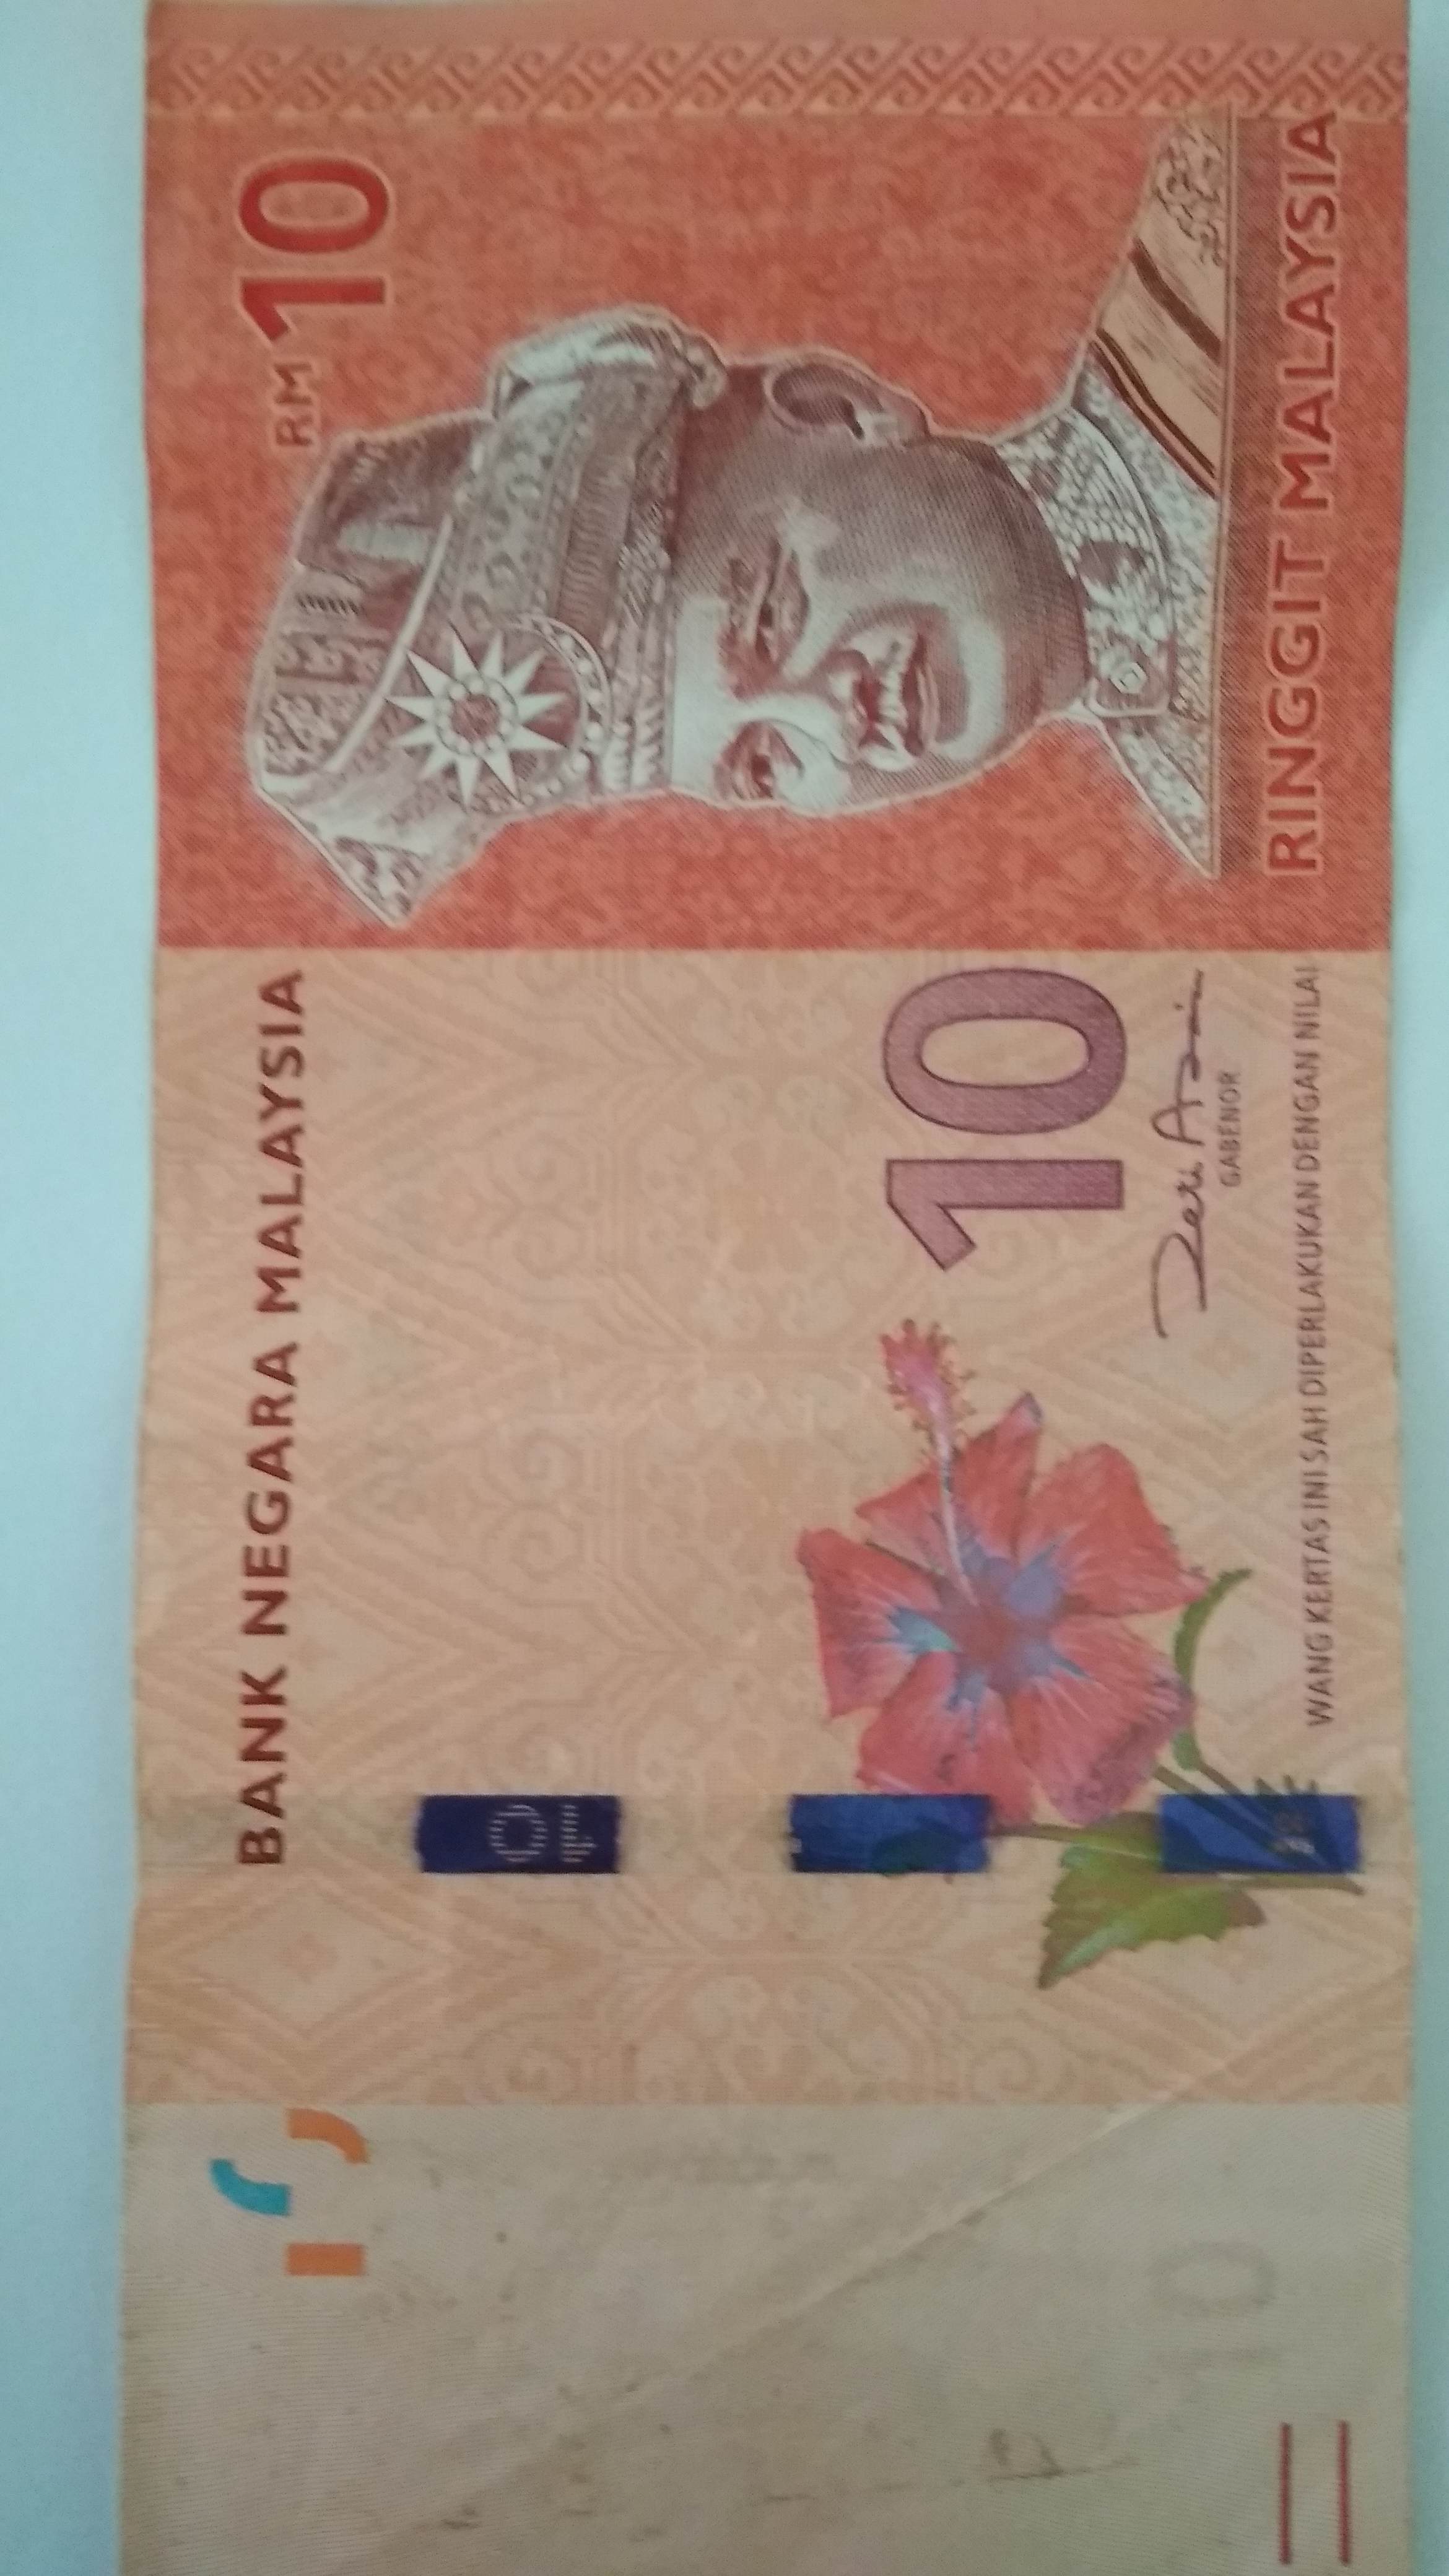 BANK NEGARA MALAYSIA
RM10
10
GABENOR
WANG KERTAS INI SAH DIPERLAKUKAN DENGAN NILAI
RINGGIT MALAYSIA
10